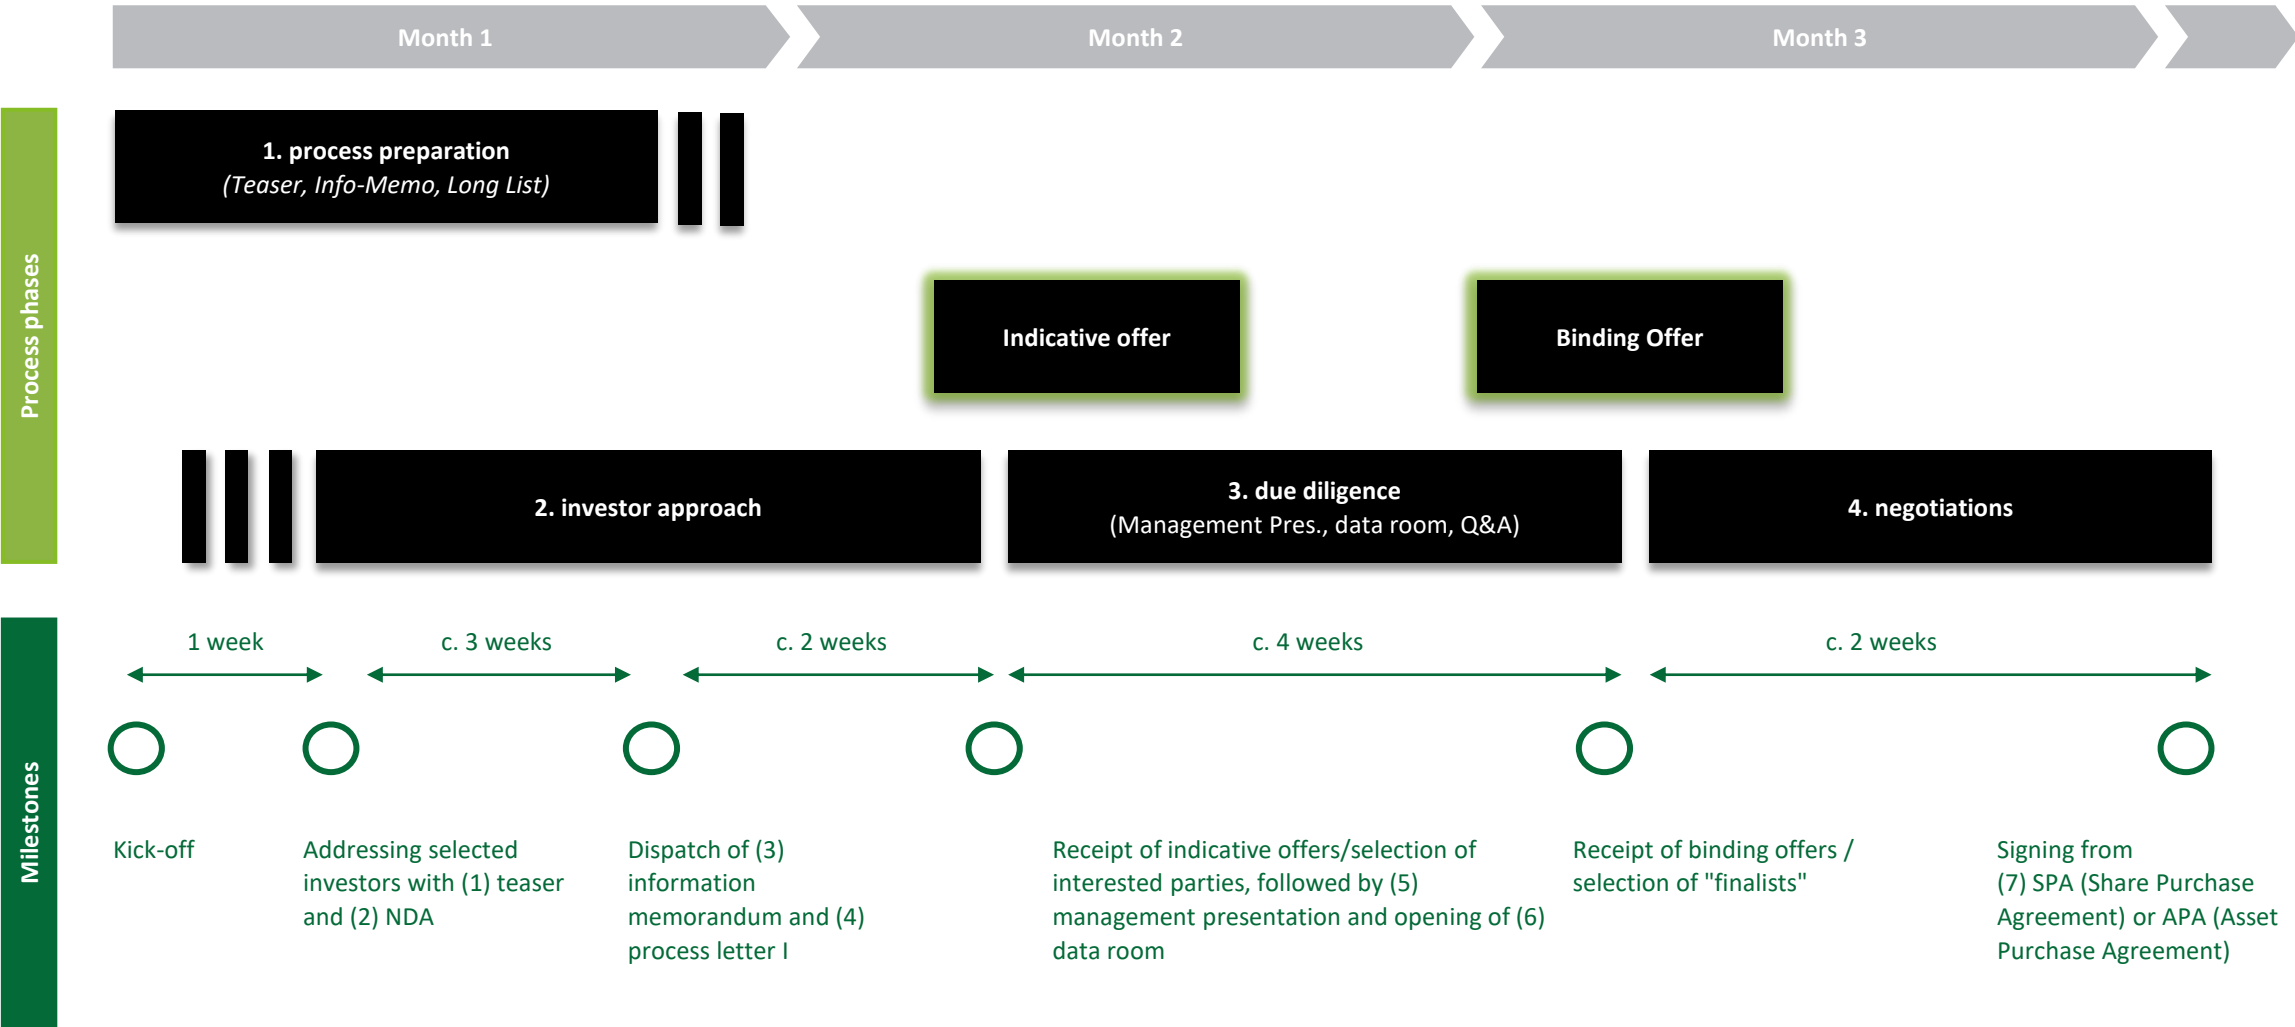 Month 1
Month 2
Month 3
Process phases
1. process preparation
(Teaser, Info-Memo, Long List)
Indicative offer
Binding Offer
2. investor approach
3. due diligence
(Management Pres., data room, Q&A)
4. negotiations
Milestones
1 week
c. 3 weeks
c. 2 weeks
c. 4 weeks
c. 2 weeks
Kick-off
Addressing selected
investors with (1) teaser
and (2) NDA
Dispatch of (3)
information
memorandum and (4)
process letter I
Receipt of indicative offers/selection of
interested parties, followed by (5)
management presentation and opening of (6)
data room
Receipt of binding offers /
selection of "finalists"
Signing from
(7) SPA (Share Purchase
Agreement) or APA (Asset
Purchase Agreement)